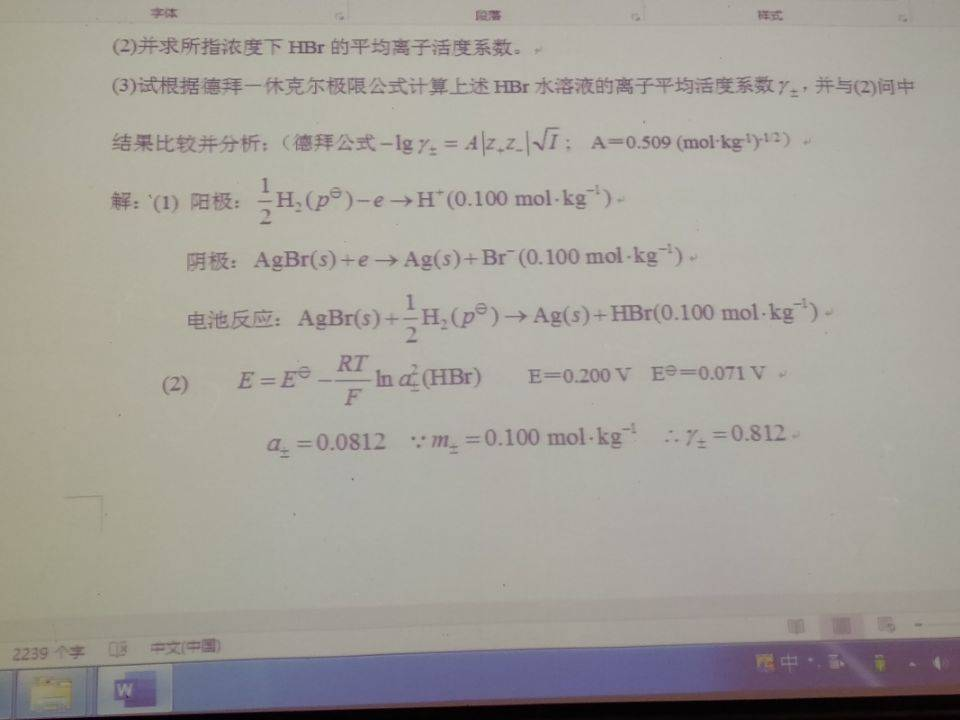 字体 段落 样式
(2)并求所指浓度下 HBr 的平均离子活度系数。
(3)试根据德拜一休克尔极限公式计算上述 HBr 水溶液的离子平均活度系数 γ±，并与(2)问中
结果比较并分析;（德拜公式 −lg γ± = A|z₊z₋|√I； A＝0.509 (mol·kg⁻¹)⁻¹ᐟ²）
解：(1) 阳极： 1/2 H₂(p⊖)−e→H⁺(0.100 mol·kg⁻¹)
阴极：AgBr(s)+e→Ag(s)+Br⁻(0.100 mol·kg⁻¹)
电池反应：AgBr(s)+1/2 H₂(p⊖)→Ag(s)+HBr(0.100 mol·kg⁻¹)
(2) E=E⊖−RT/F ln a±²(HBr) E＝0.200 V E⊖＝0.071 V
a±=0.0812 ∵m±=0.100 mol·kg⁻¹ ∴γ±=0.812
2239 个字 中文(中国)
W 中